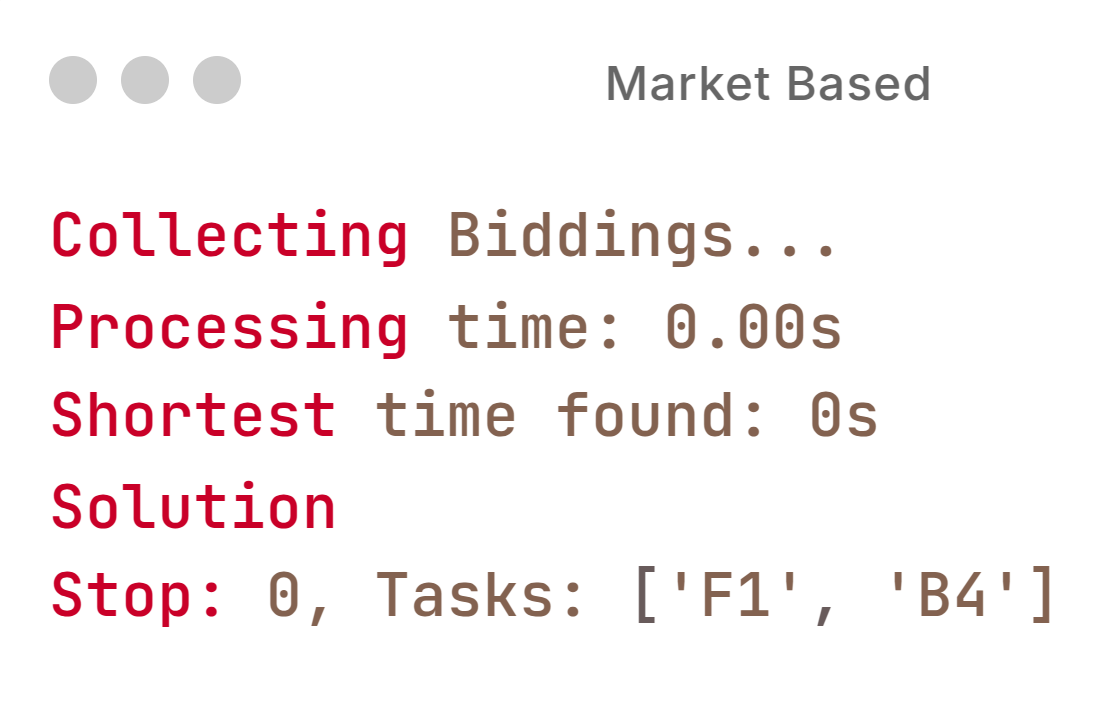 Market Based
Collecting Biddings...
Processing time: 0.00s
Shortest time found: 0s
Solution
Stop: 0, Tasks: ['F1', 'B4']